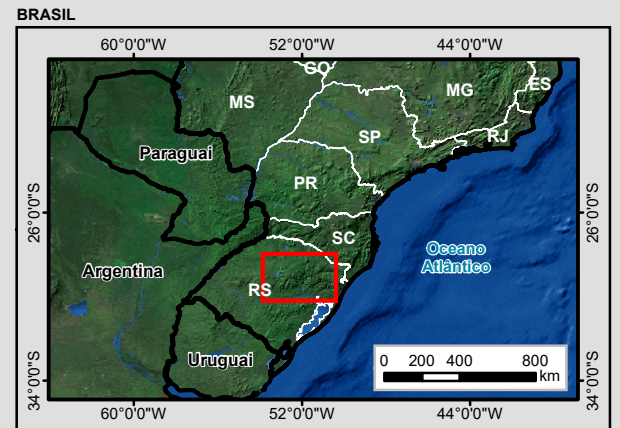 BRASIL
60°0'0"W 52°0'0"W 44°0'0"W
GO
MS
MG
ES
SP
RJ
Paraguai
PR
26°0'0"S
26°0'0"S
SC
Oceano
Atlântico
Argentina
RS
Uruguai
0 200 400 800
km
34°0'0"S
34°0'0"S
60°0'0"W 52°0'0"W 44°0'0"W